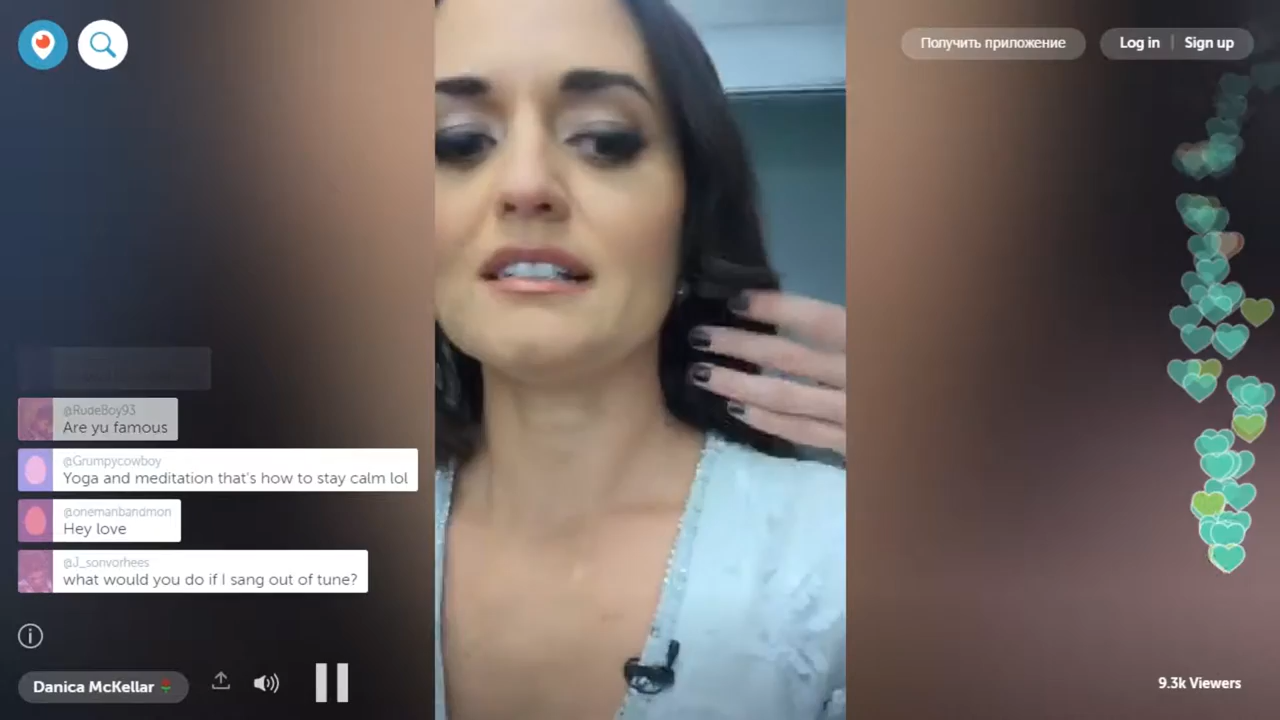 Получить приложение
Log in | Sign up
@RudeBoy93
Are yu famous
@Grumpycowboy
Yoga and meditation that's how to stay calm lol
@onemanbandmon
Hey love
@J_sonvorhees
what would you do if I sang out of tune?
Danica McKellar🌹
9.3k Viewers